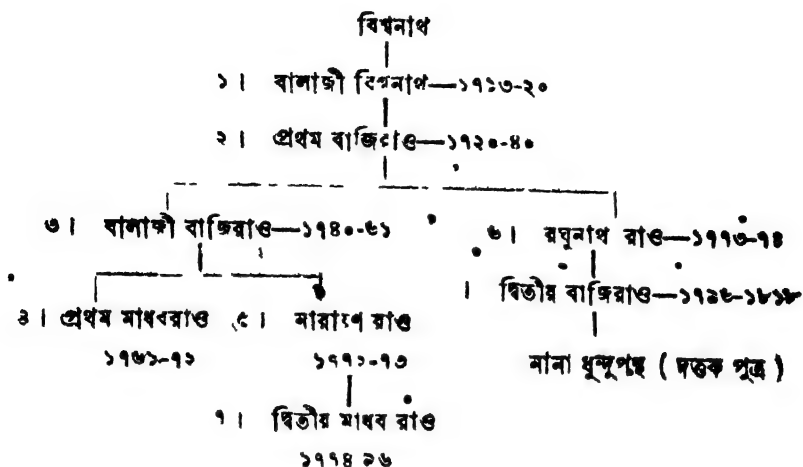 বিশ্বনাথ
১। বালাজী বিশ্বনাথ—১৭১৩-২০
২। প্রথম বাজিরাও—১৭২০-৪০
৩। বালাজী বাজিরাও—১৭৪০-৬১
৬। রঘুনাথ রাও—১৭৭৩-৭৪
৪। প্রথম মাধবরাও ৫। নারায়ণ রাও
। দ্বিতীয় বাজিরাও—১৭৯৬-১৮১৮
১৭৬১-৭২ ১৭৭২-৭৩
নানা ধুন্দুপন্থ ( দত্তক পুত্র )
৭। দ্বিতীয় মাধব রাও
১৭৭৪ ৯৬